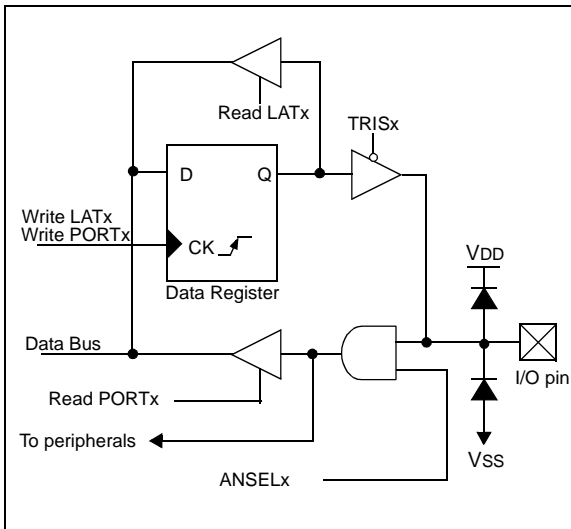 Read LATx
TRISx
D Q
Write LATx
Write PORTx
CK
Data Register
VDD
Data Bus
I/O pin
Read PORTx
To peripherals
VSS
ANSELx